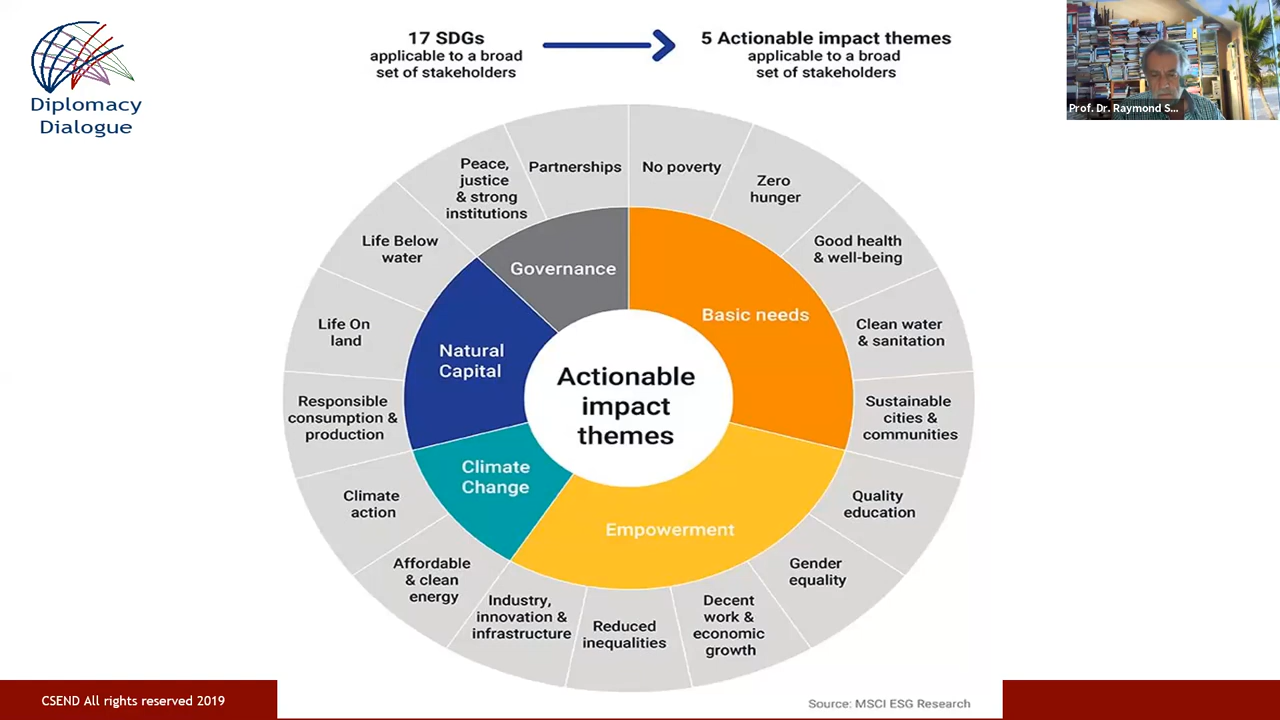 Diplomacy
Dialogue
17 SDGs
applicable to a broad
set of stakeholders
5 Actionable impact themes
applicable to a broad
set of stakeholders
Prof. Dr. Raymond S...
Partnerships
No poverty
Zero
hunger
Good health
& well-being
Clean water
& sanitation
Sustainable
cities &
communities
Quality
education
Gender
equality
Decent
work &
economic
growth
Reduced
inequalities
Industry,
innovation &
infrastructure
Affordable
& clean
energy
Climate
action
Responsible
consumption &
production
Life On
land
Life Below
water
Peace,
justice
& strong
institutions
Governance
Basic needs
Empowerment
Climate
Change
Natural
Capital
Actionable
impact
themes
CSEND All rights reserved 2019
Source: MSCI ESG Research